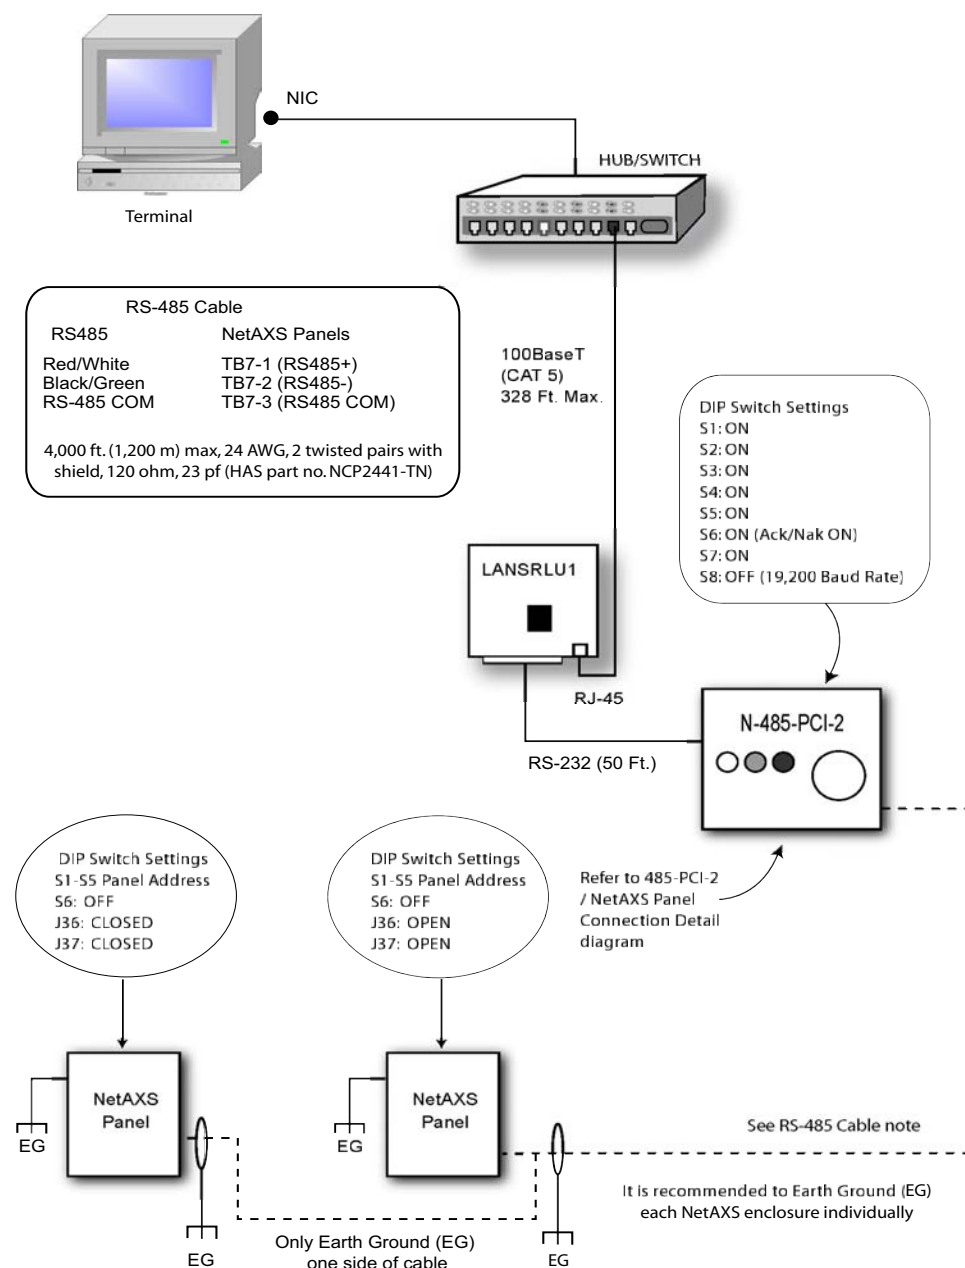 NIC
HUB/SWITCH
Terminal
RS-485 Cable
RS485 NetAXS Panels
Red/White TB7-1 (RS485+)
Black/Green TB7-2 (RS485-)
RS-485 COM TB7-3 (RS485 COM)
4,000 ft. (1,200 m) max, 24 AWG, 2 twisted pairs with
shield, 120 ohm, 23 pf (HAS part no. NCP2441-TN)
100BaseT
(CAT 5)
328 Ft. Max.
DIP Switch Settings
S1: ON
S2: ON
S3: ON
S4: ON
S5: ON
S6: ON (Ack/Nak ON)
S7: ON
S8: OFF (19,200 Baud Rate)
LANSRLU1
RJ-45
N-485-PCI-2
RS-232 (50 Ft.)
DIP Switch Settings
S1-S5 Panel Address
S6: OFF
J36: CLOSED
J37: CLOSED
DIP Switch Settings
S1-S5 Panel Address
S6: OFF
J36: OPEN
J37: OPEN
Refer to 485-PCI-2
/ NetAXS Panel
Connection Detail
diagram
NetAXS
Panel
EG
EG
NetAXS
Panel
EG
EG
See RS-485 Cable note
It is recommended to Earth Ground (EG)
each NetAXS enclosure individually
Only Earth Ground (EG)
one side of cable